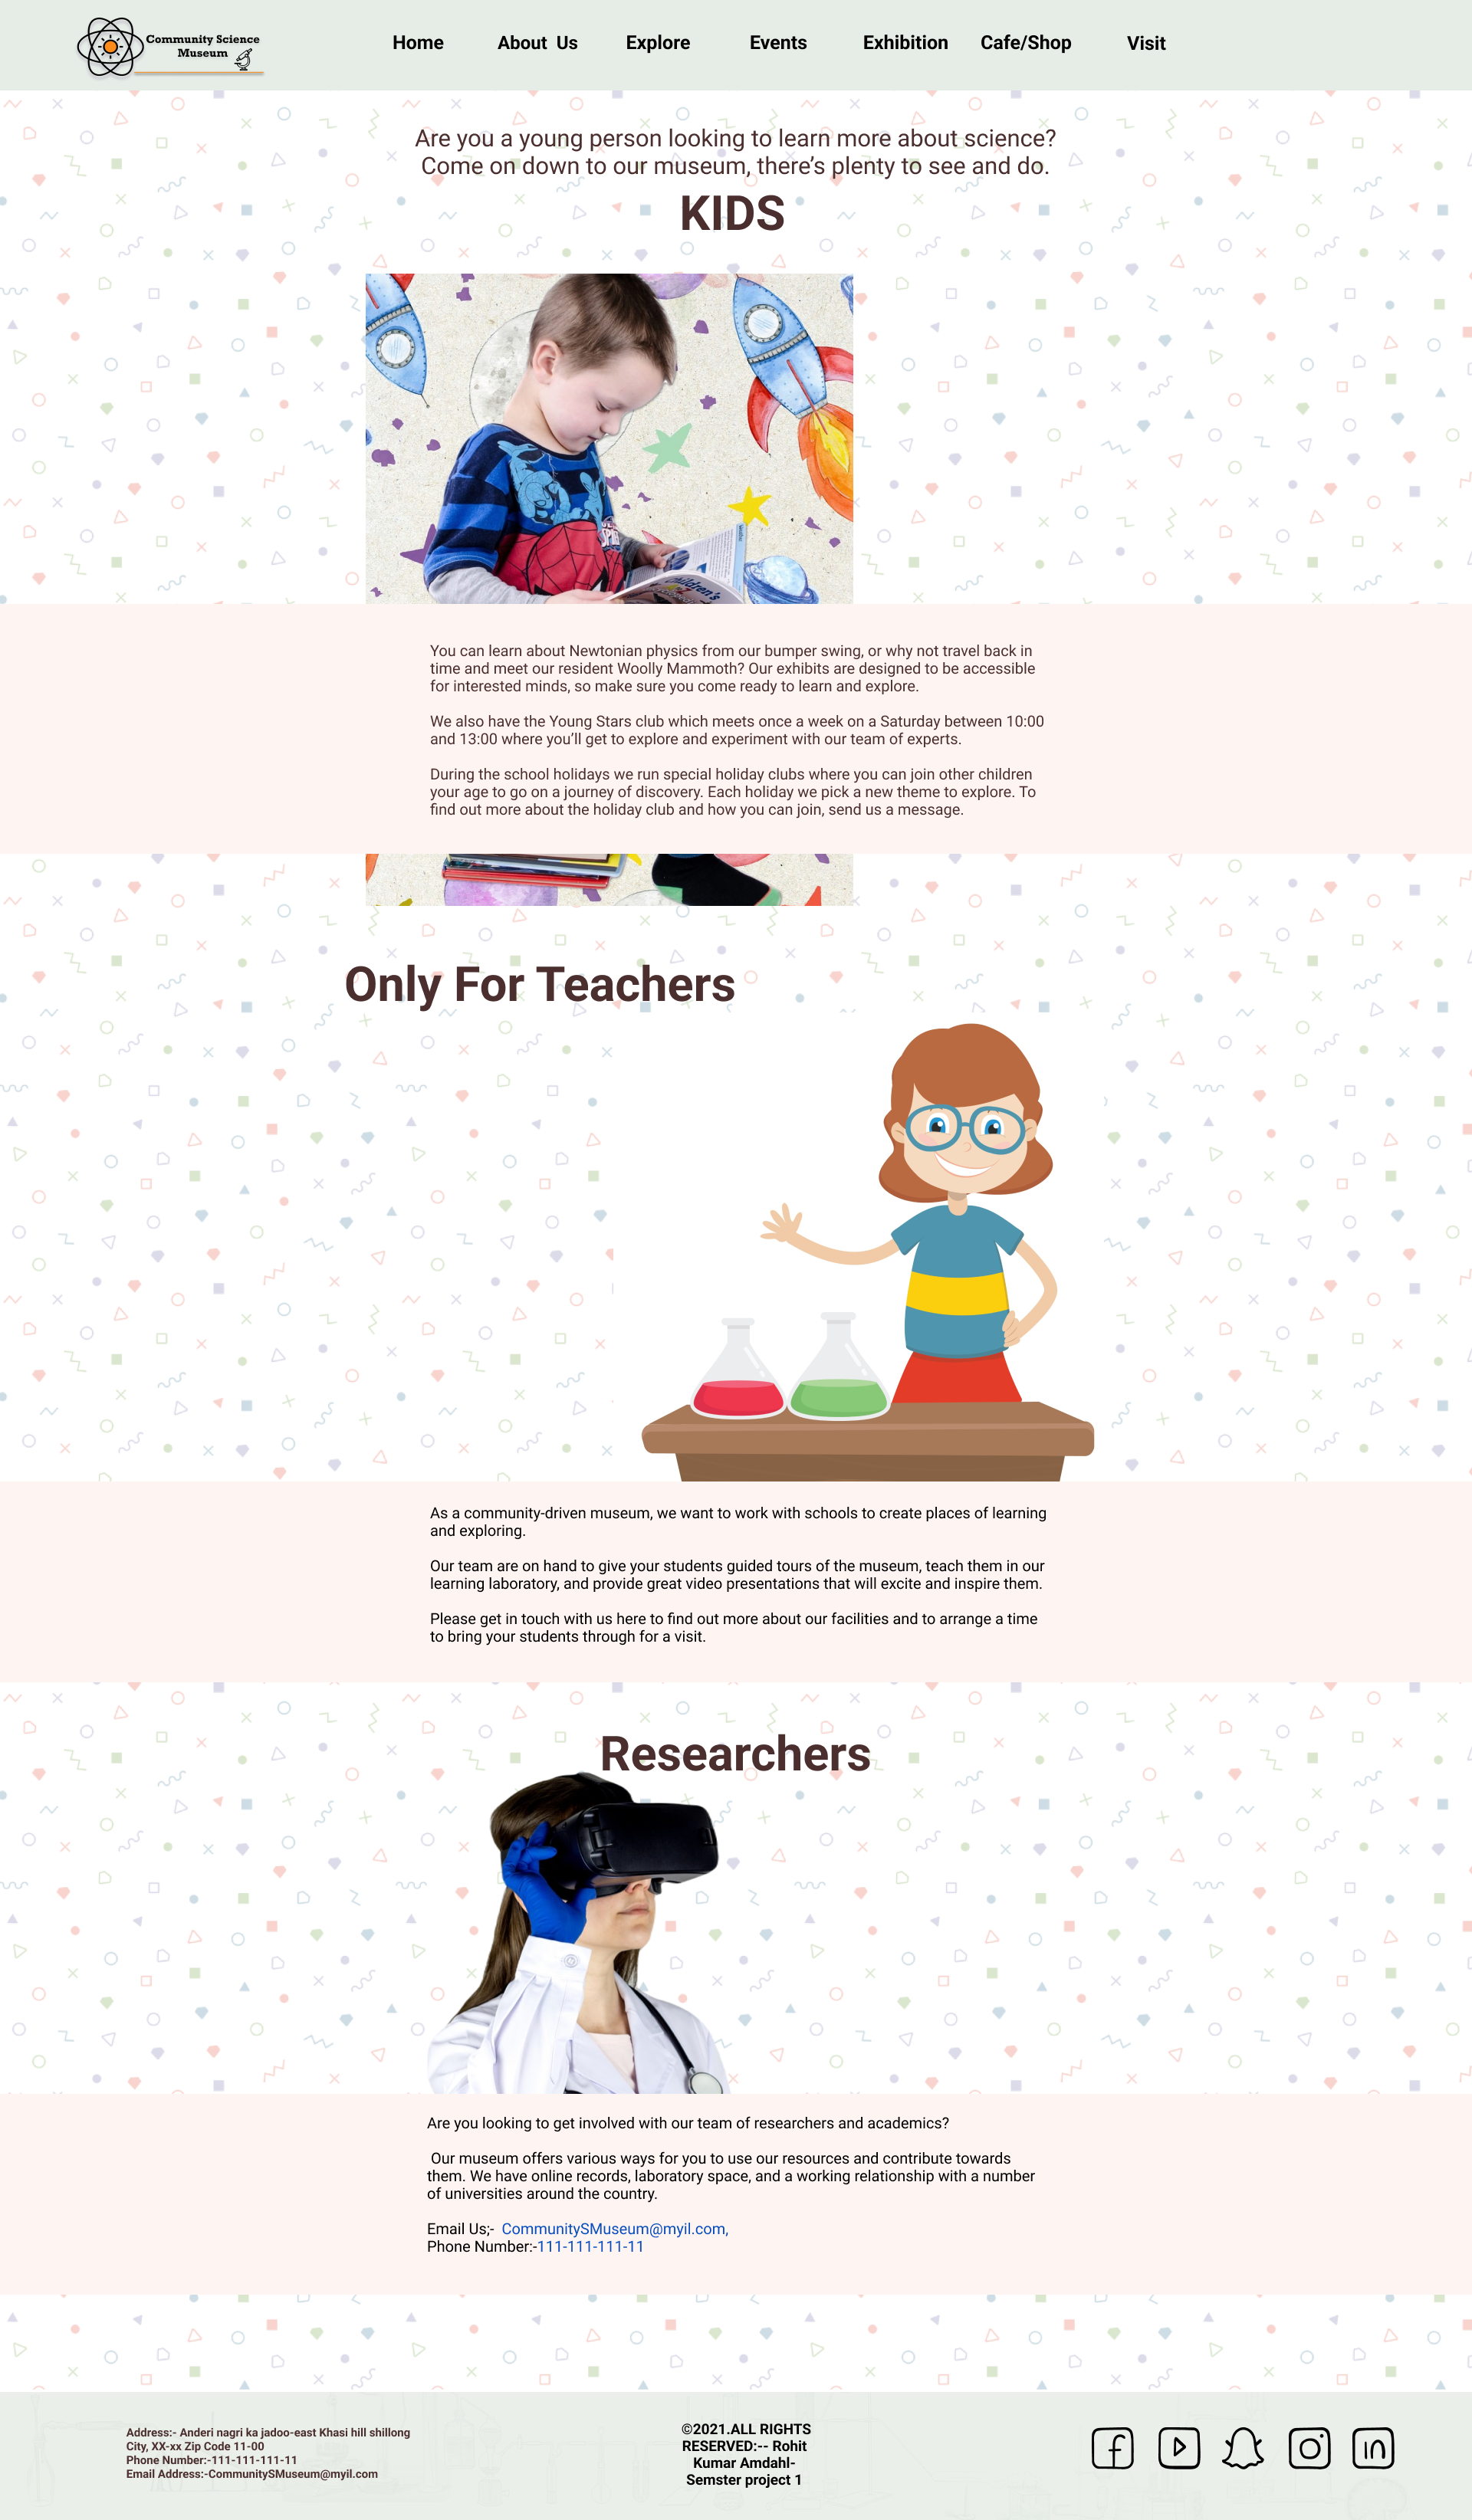 Community Science
Museum
Home About Us Explore Events Exhibition Cafe/Shop Visit
Are you a young person looking to learn more about science?
Come on down to our museum, there’s plenty to see and do.
KIDS
You can learn about Newtonian physics from our bumper swing, or why not travel back in
time and meet our resident Woolly Mammoth? Our exhibits are designed to be accessible
for interested minds, so make sure you come ready to learn and explore.
We also have the Young Stars club which meets once a week on a Saturday between 10:00
and 13:00 where you’ll get to explore and experiment with our team of experts.
During the school holidays we run special holiday clubs where you can join other children
your age to go on a journey of discovery. Each holiday we pick a new theme to explore. To
find out more about the holiday club and how you can join, send us a message.
Only For Teachers
As a community-driven museum, we want to work with schools to create places of learning
and exploring.
Our team are on hand to give your students guided tours of the museum, teach them in our
learning laboratory, and provide great video presentations that will excite and inspire them.
Please get in touch with us here to find out more about our facilities and to arrange a time
to bring your students through for a visit.
Researchers
Are you looking to get involved with our team of researchers and academics?
Our museum offers various ways for you to use our resources and contribute towards
them. We have online records, laboratory space, and a working relationship with a number
of universities around the country.
Email Us;- CommunitySMuseum@myil.com,
Phone Number:-111-111-111-11
Address:- Anderi nagri ka jadoo-east Khasi hill shillong
City, XX-xx Zip Code 11-00
Phone Number:-111-111-111-11
Email Address:-CommunitySMuseum@myil.com
©2021.ALL RIGHTS
RESERVED:-- Rohit
Kumar Amdahl-
Semster project 1